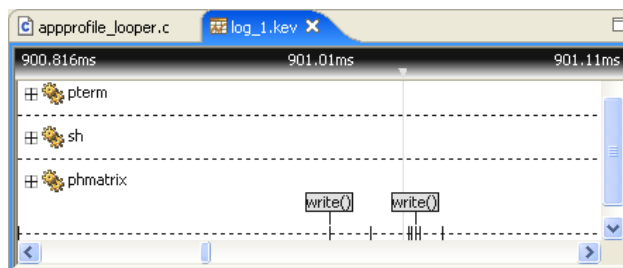 appprofile_looper.c log_1.kev
900.816ms 901.01ms 901.11ms
pterm
sh
phmatrix
write() write()